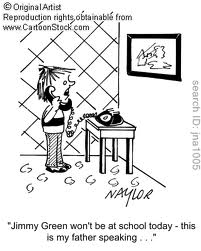 © Original Artist
Reproduction rights obtainable from
www.CartoonStock.com
search ID: jna1005
NAYLOR
"Jimmy Green won't be at school today - this
is my father speaking . . ."